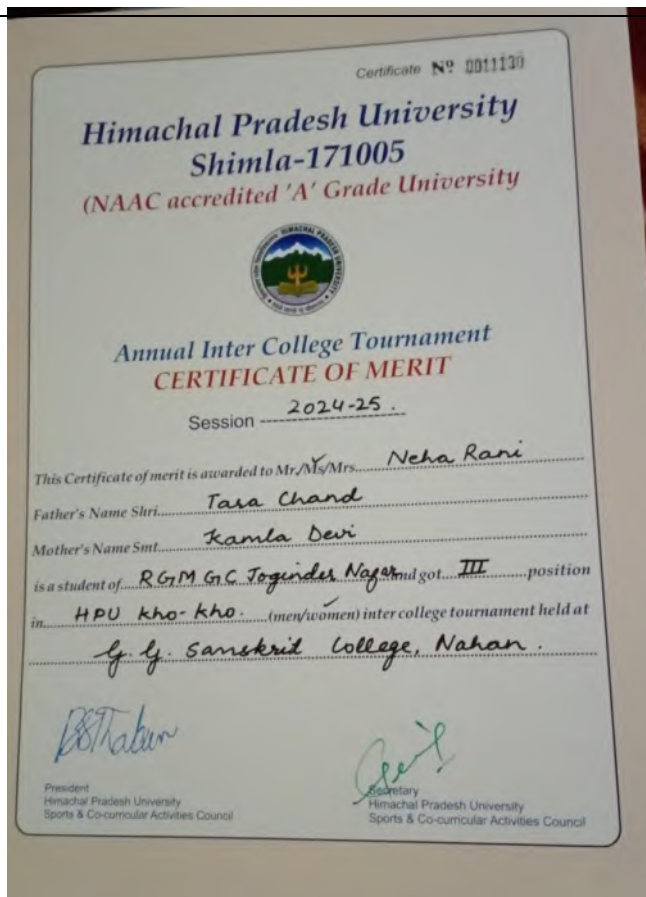 Certificate Nº 0011130
Himachal Pradesh University
Shimla-171005
(NAAC accredited 'A' Grade University
HIMACHAL PRADESH UNIVERSITY
Annual Inter College Tournament
CERTIFICATE OF MERIT
Session 2024-25.
This Certificate of merit is awarded to Mr./Ms/Mrs. Neha Rani
Father's Name Shri. Tara Chand
Mother's Name Smt. Kamla Devi
is a student of RGM GC Joginder Nagar and got III position
in HPU Kho-Kho. (men/women) inter college tournament held at
G. G. Sanskrit College, Nahan.
President
Himachal Pradesh University
Sports & Co-curricular Activities Council
Secretary
Himachal Pradesh University
Sports & Co-curricular Activities Council